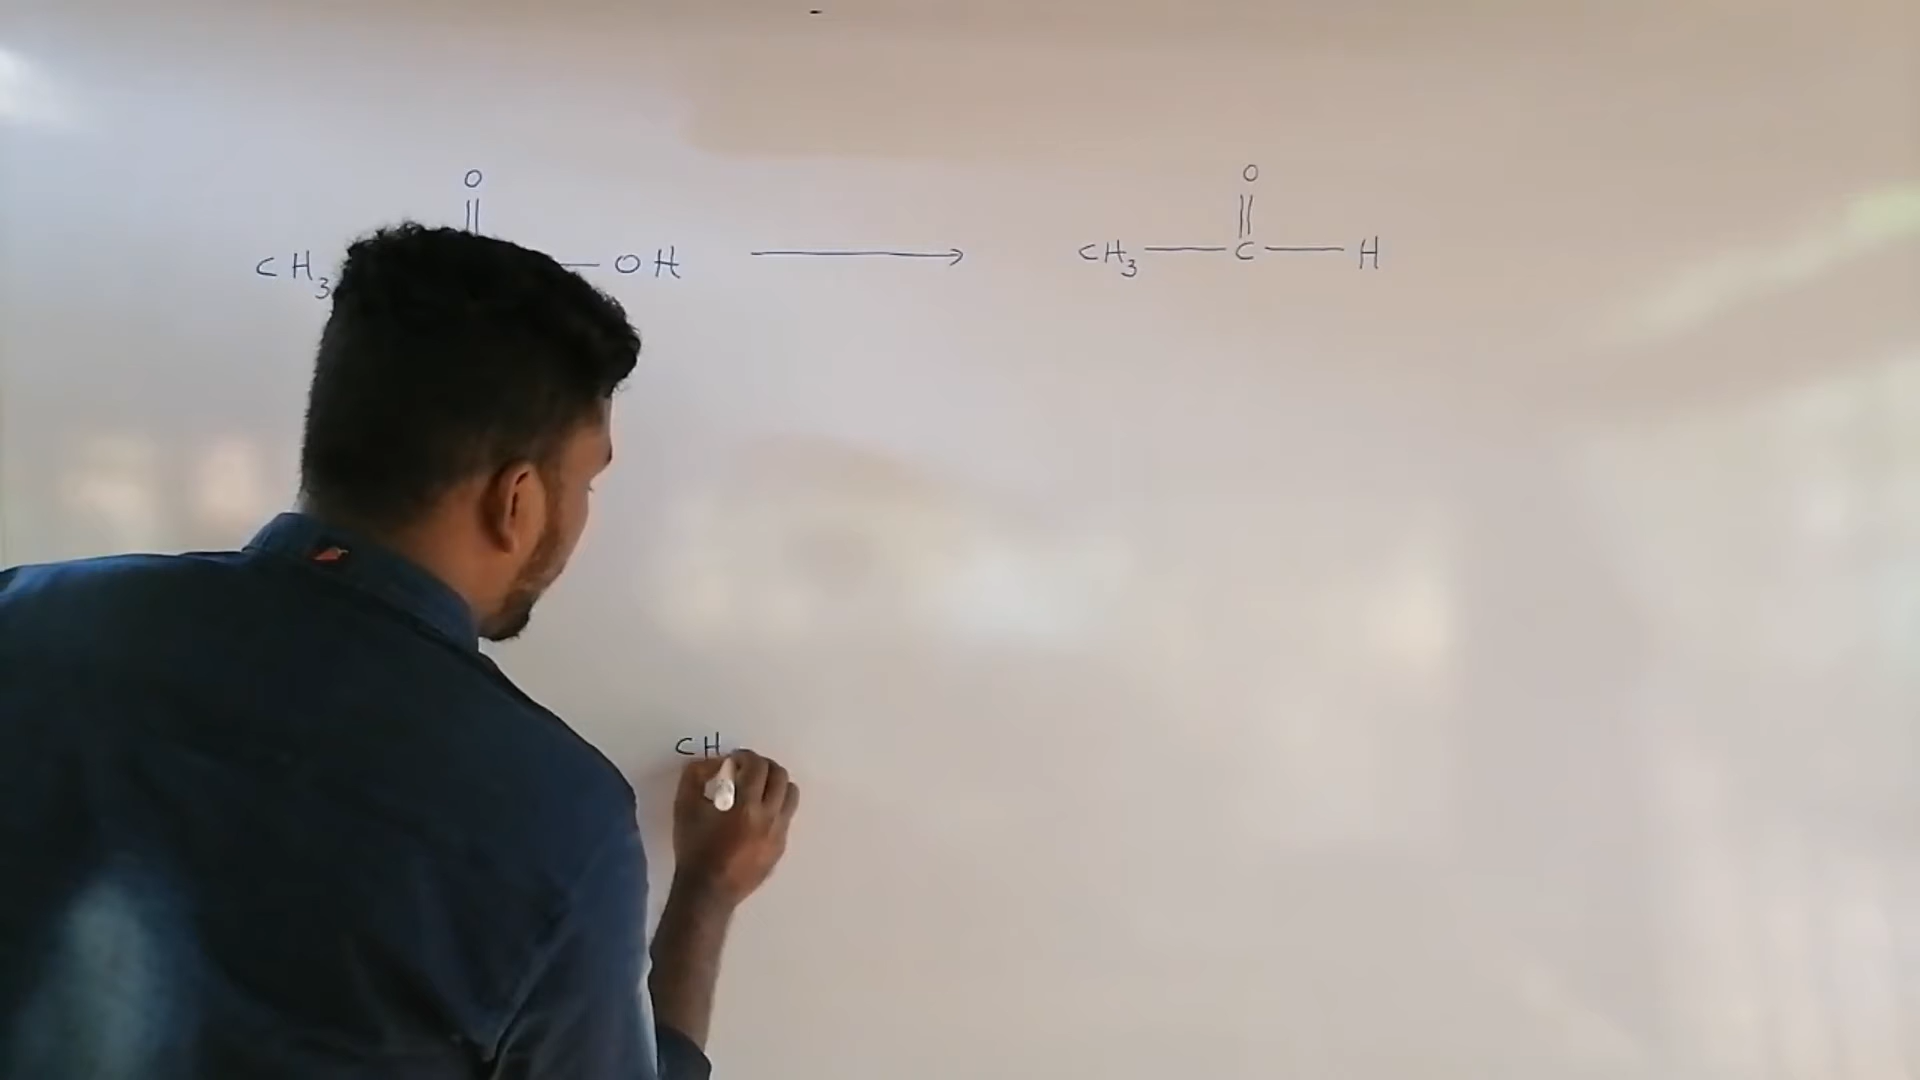 O O
CH₃ — OH ⟶ CH₃ — C — H
CH